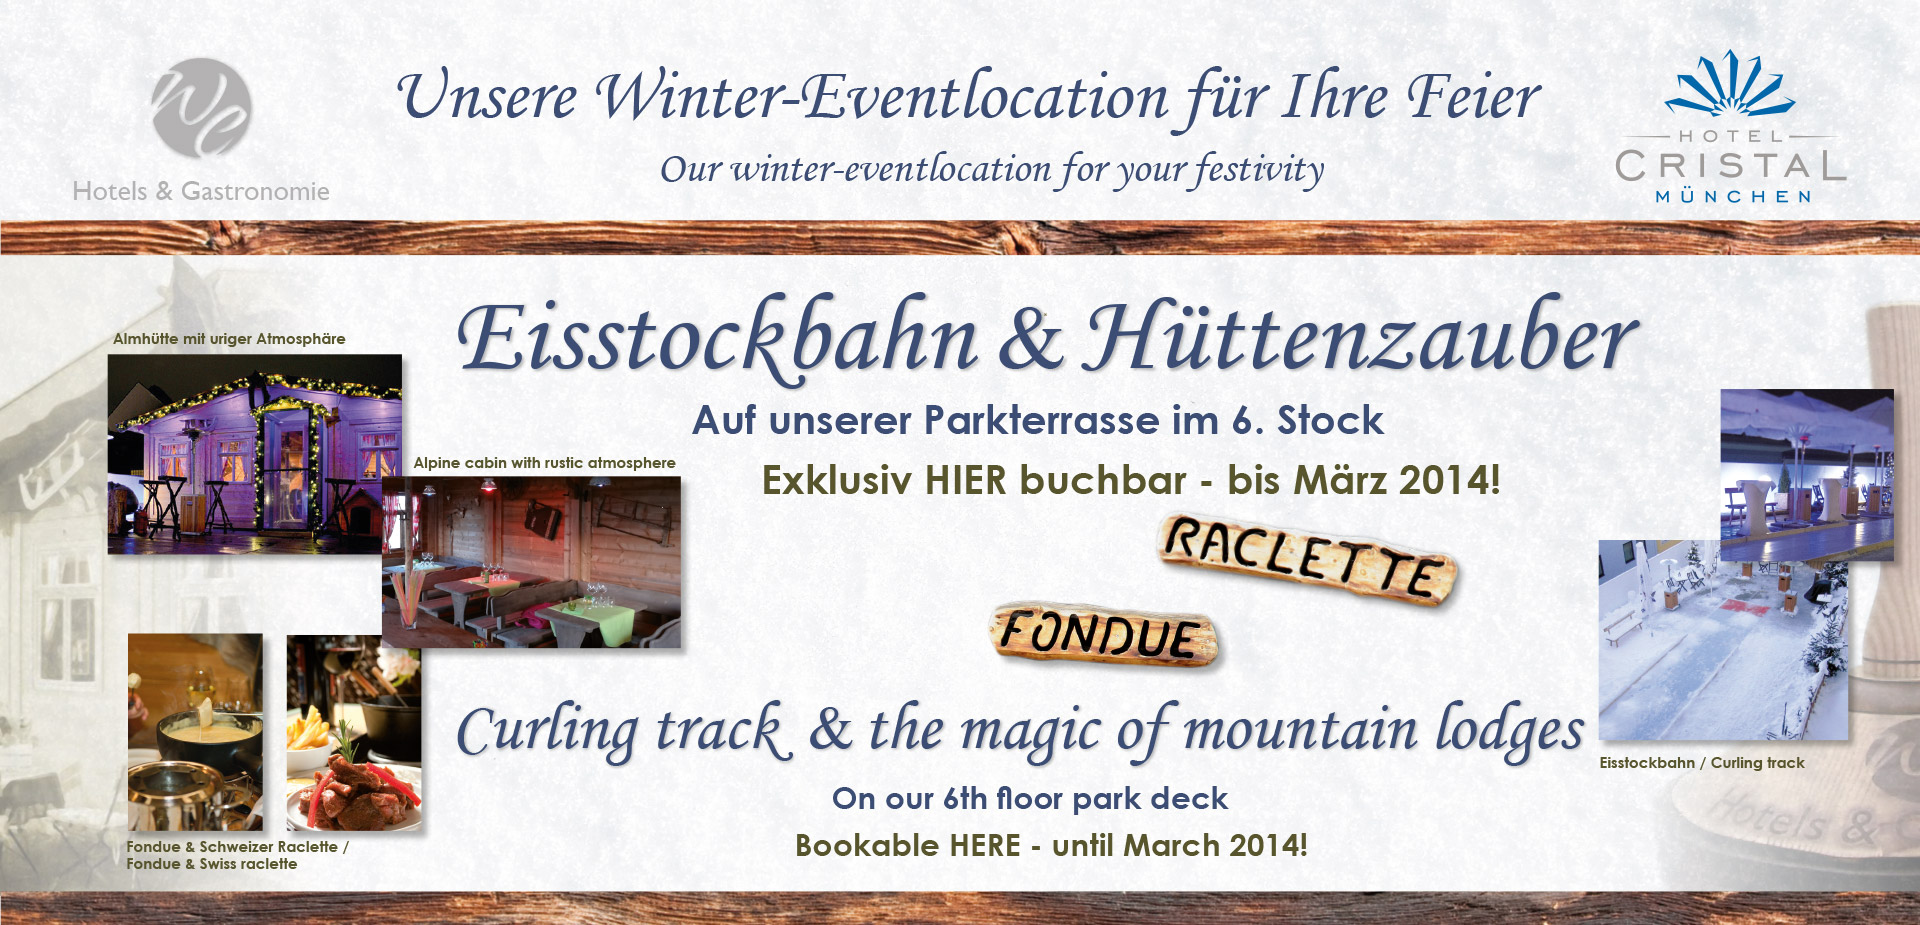 WC
Hotels & Gastronomie
Unsere Winter-Eventlocation für Ihre Feier
Our winter-eventlocation for your festivity
HOTEL
CRISTAL
MÜNCHEN
Eisstockbahn & Hüttenzauber
Auf unserer Parkterrasse im 6. Stock
Exklusiv HIER buchbar - bis März 2014!
Almhütte mit uriger Atmosphäre
Alpine cabin with rustic atmosphere
RACLETTE
FONDUE
Curling track & the magic of mountain lodges
On our 6th floor park deck
Bookable HERE - until March 2014!
Fondue & Schweizer Raclette /
Fondue & Swiss raclette
Eisstockbahn / Curling track
Hotels &